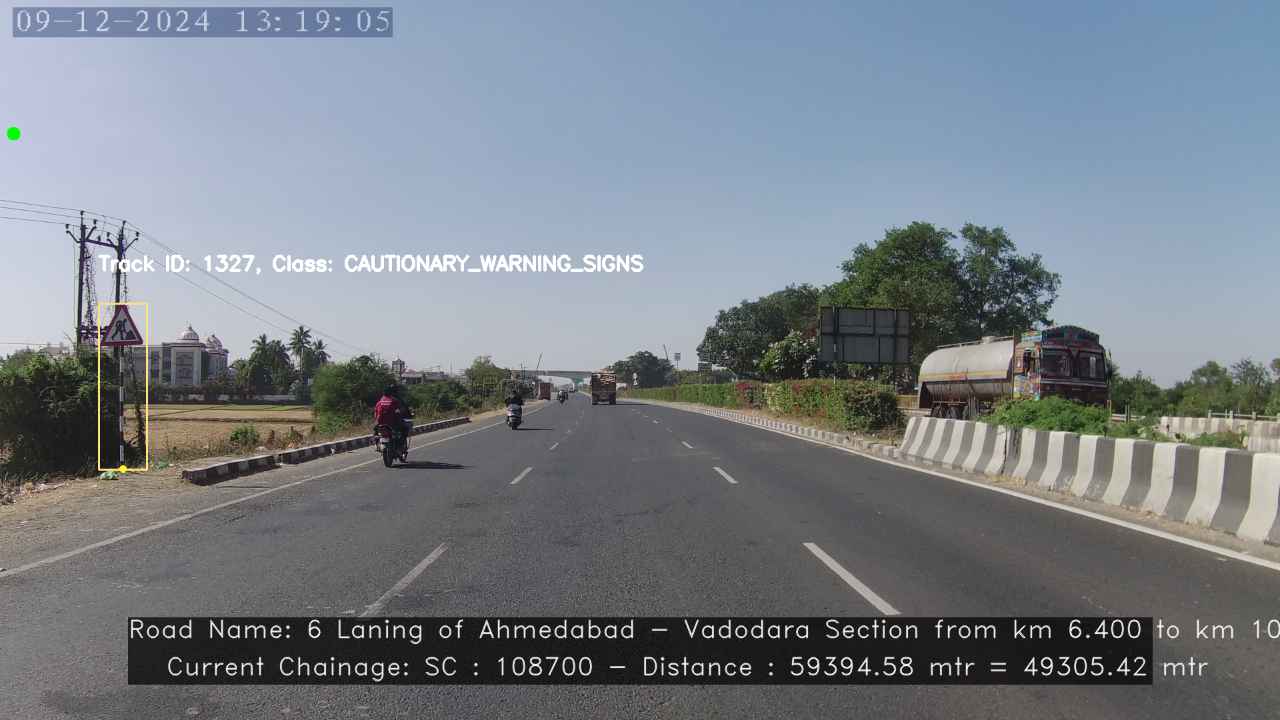 09-12-2024 13:19:05
Track ID: 1327, Class: CAUTIONARY_WARNING_SIGNS
Road Name: 6 Laning of Ahmedabad - Vadodara Section from km 6.400 to km 10
Current Chainage: SC : 108700 - Distance : 59394.58 mtr = 49305.42 mtr